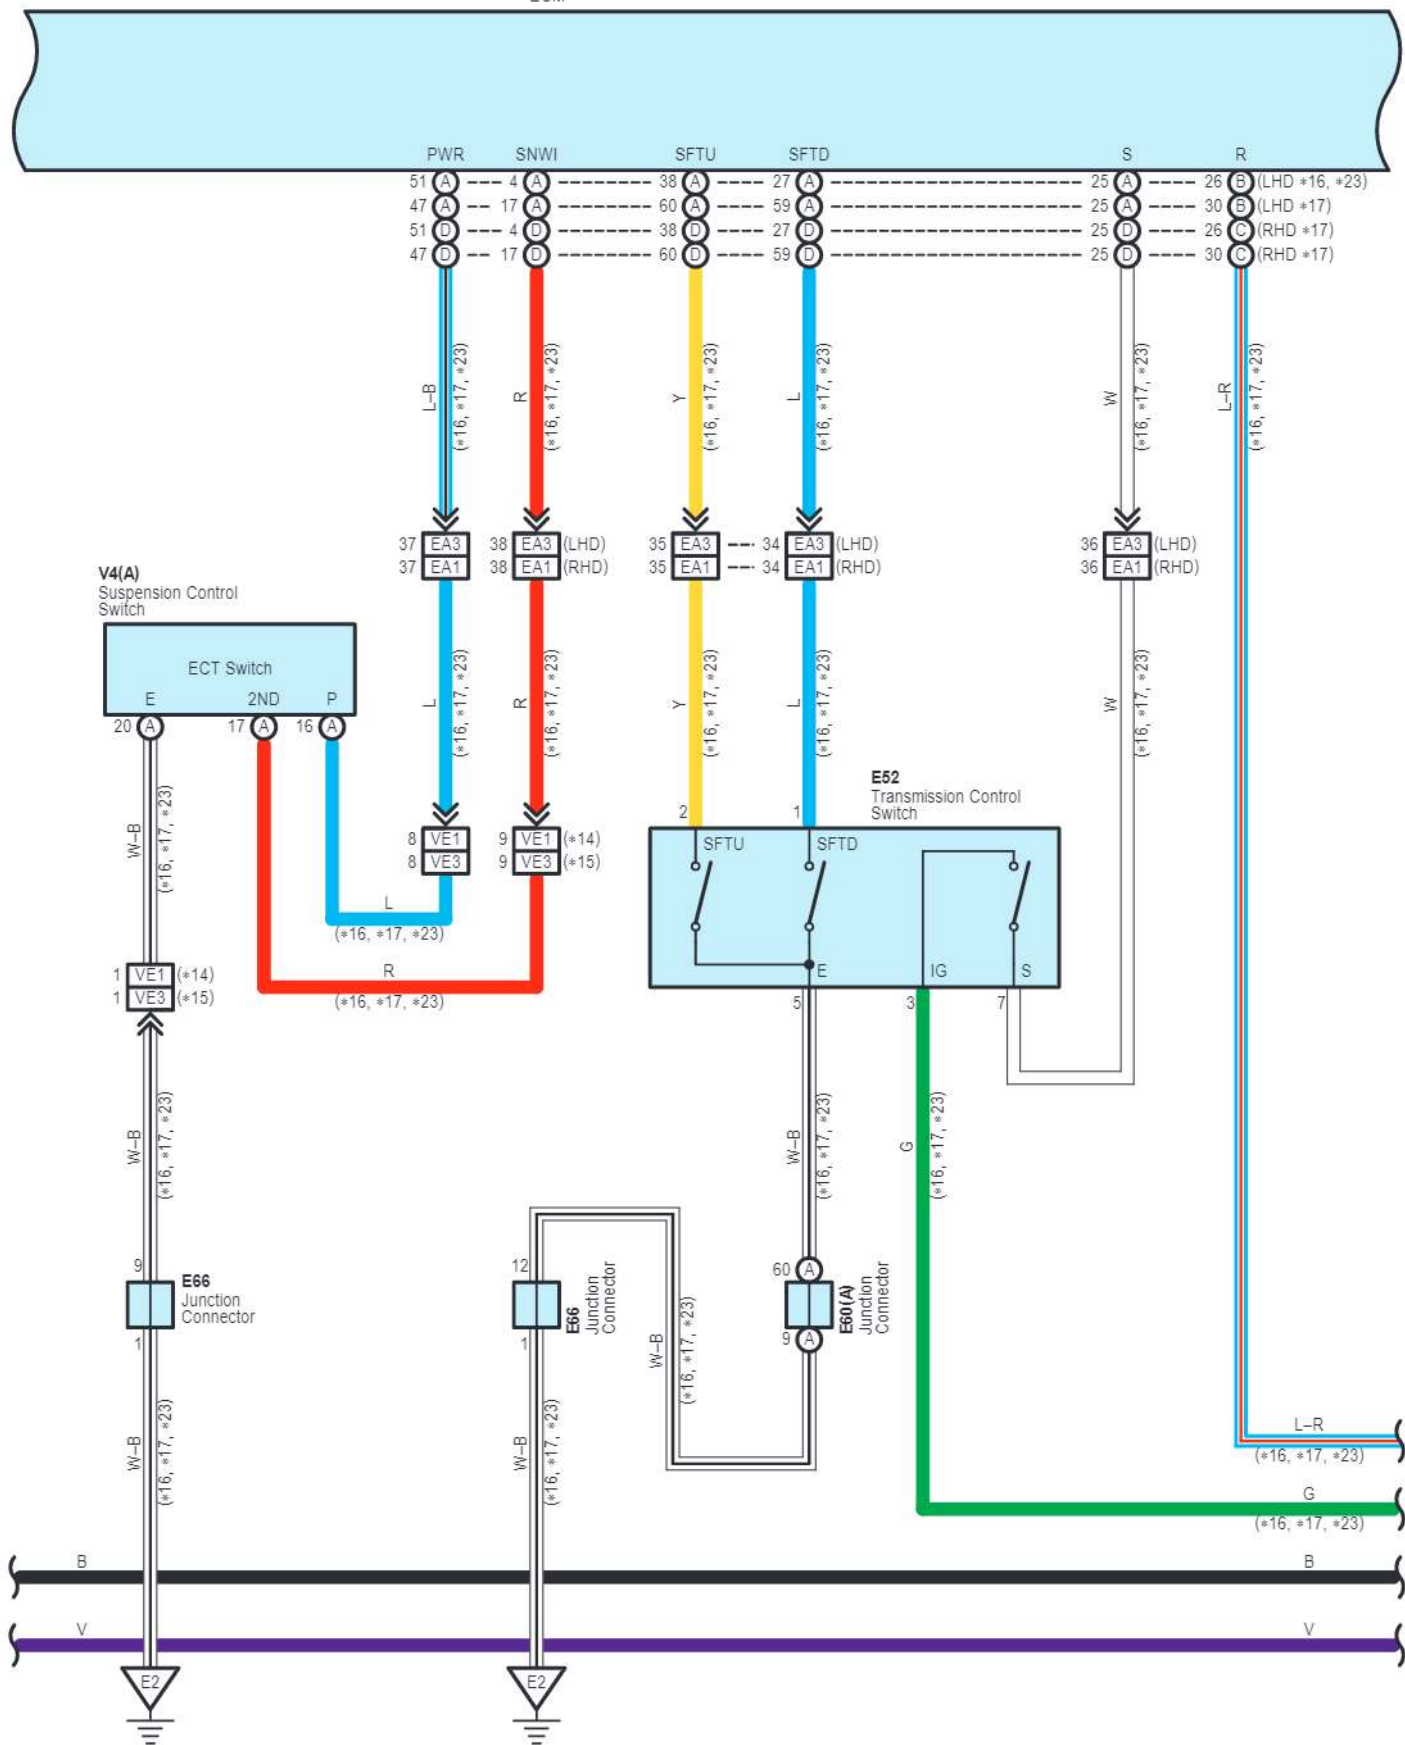 PWR SNWI SFTU SFTD S R
51 A 4 A 38 A 27 A 25 A 26 B (LHD *16, *23)
47 A 17 A 60 A 59 A 25 A 30 B (LHD *17)
51 D 4 D 38 D 27 D 25 D 26 C (RHD *17)
47 D 17 D 60 D 59 D 25 D 30 C (RHD *17)
L–B
(*16, *17, *23)
R
(*16, *17, *23)
Y
(*16, *17, *23)
L
(*16, *17, *23)
W
(*16, *17, *23)
L–R
(*16, *17, *23)
37 EA3 38 EA3 (LHD) 35 EA3 34 EA3 (LHD) 36 EA3 (LHD)
37 EA1 38 EA1 (RHD) 35 EA1 34 EA1 (RHD) 36 EA1 (RHD)
V4(A)
Suspension Control
Switch
ECT Switch
E 2ND P
20 A 17 A 16 A
L
(*16, *17, *23)
R
(*16, *17, *23)
Y
(*16, *17, *23)
L
(*16, *17, *23)
W
(*16, *17, *23)
E52
Transmission Control
Switch
2 1
SFTU SFTD
8 VE1 9 VE1 (*14)
8 VE3 9 VE3 (*15)
W–B
(*16, *17, *23)
L
(*16, *17, *23)
R
(*16, *17, *23)
E IG S
5 3 7
1 VE1 (*14)
1 VE3 (*15)
W–B
(*16, *17, *23)
W–B
(*16, *17, *23)
G
(*16, *17, *23)
9
E66
Junction
Connector
1
12
E66
Junction
Connector
1
60 A
E60(A)
Junction
Connector
9 A
W–B
(*16, *17, *23)
W–B
(*16, *17, *23)
W–B
(*16, *17, *23)
L–R
(*16, *17, *23)
G
(*16, *17, *23)
B B
V V
E2 E2